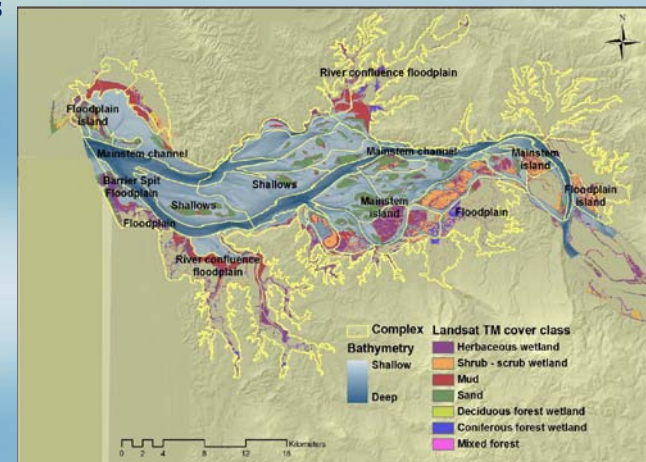 s
N
River confluence floodplain
Floodplain
island
Mainstem channel
Mainstem channel
Mainstem
island
Barrier Spit
Floodplain
Shallows
Floodplain
island
Shallows
Mainstem
island
Floodplain
Floodplain
River confluence
floodplain
Complex
Bathymetry
Shallow
Deep
Landsat TM cover class
Herbaceous wetland
Shrub - scrub wetland
Mud
Sand
Deciduous forest wetland
Coniferous forest wetland
Mixed forest
Kilometers
0 2 4 8 12 16